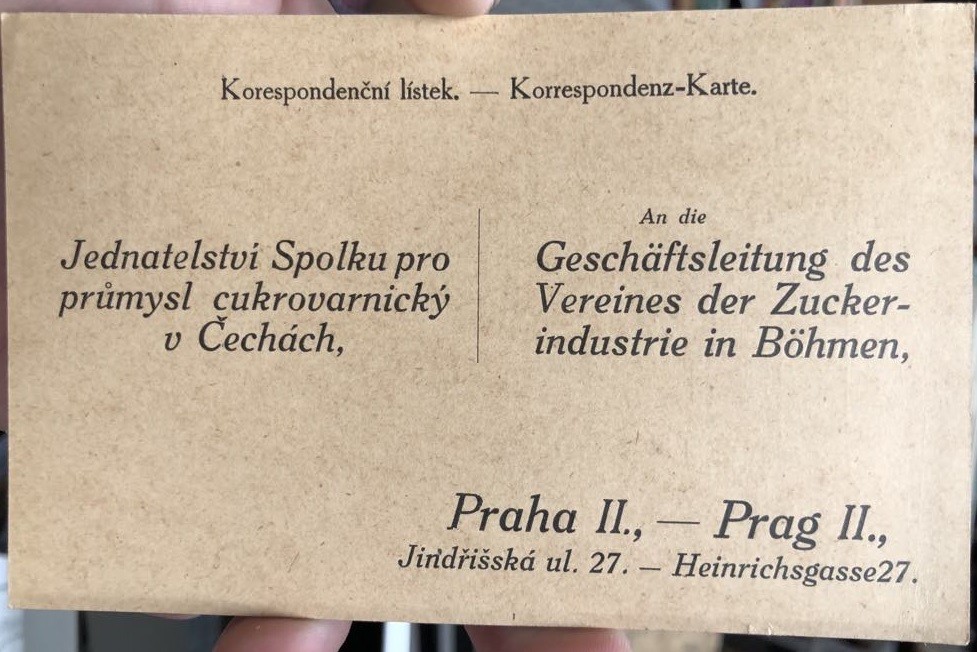 Korespondenční lístek. — Korrespondenz-Karte.
Jednatelství Spolku pro
průmysl cukrovarnický
v Čechách,
An die
Geschäftsleitung des
Vereines der Zucker-
industrie in Böhmen,
Praha II., — Prag II.,
Jindřišská ul. 27. — Heinrichsgasse27.